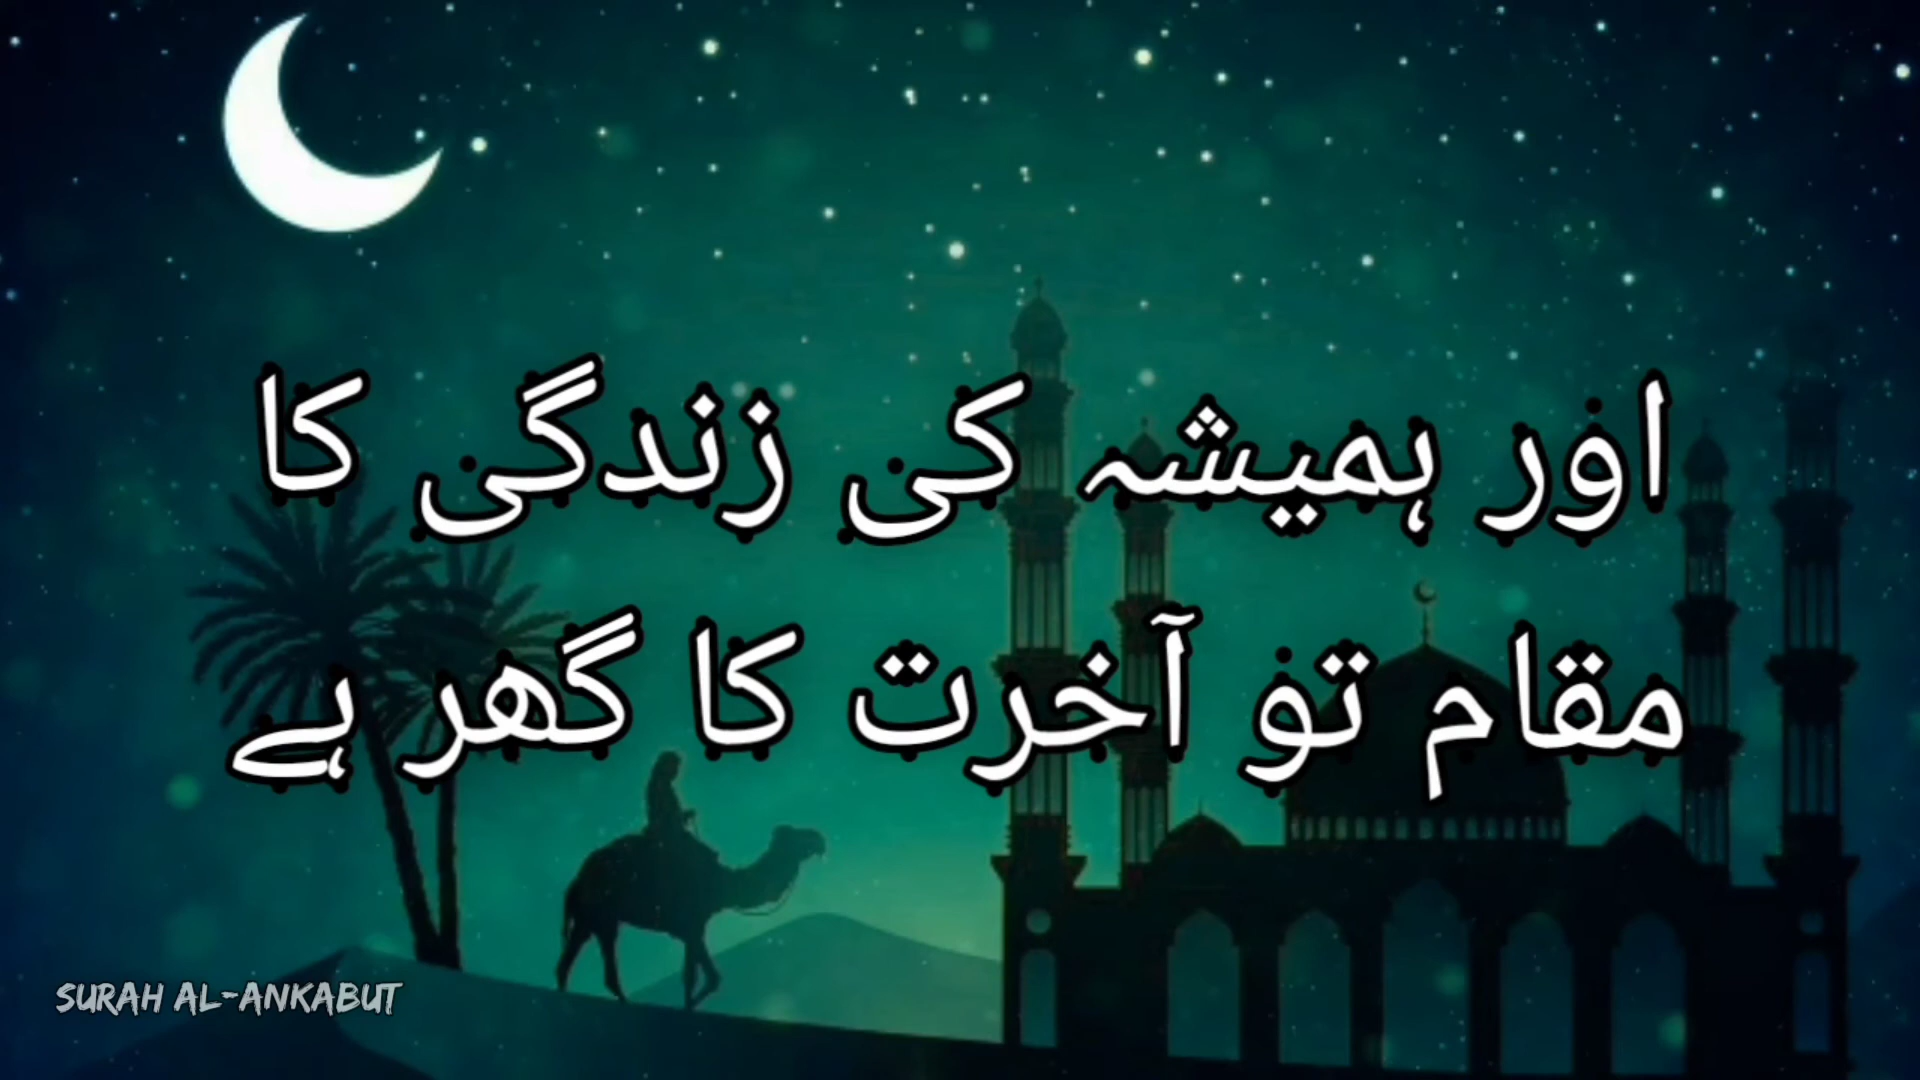 اور ہمیشہ کی زندگی کا
مقام تو آخرت کا گھر ہے
SURAH AL-ANKABUT